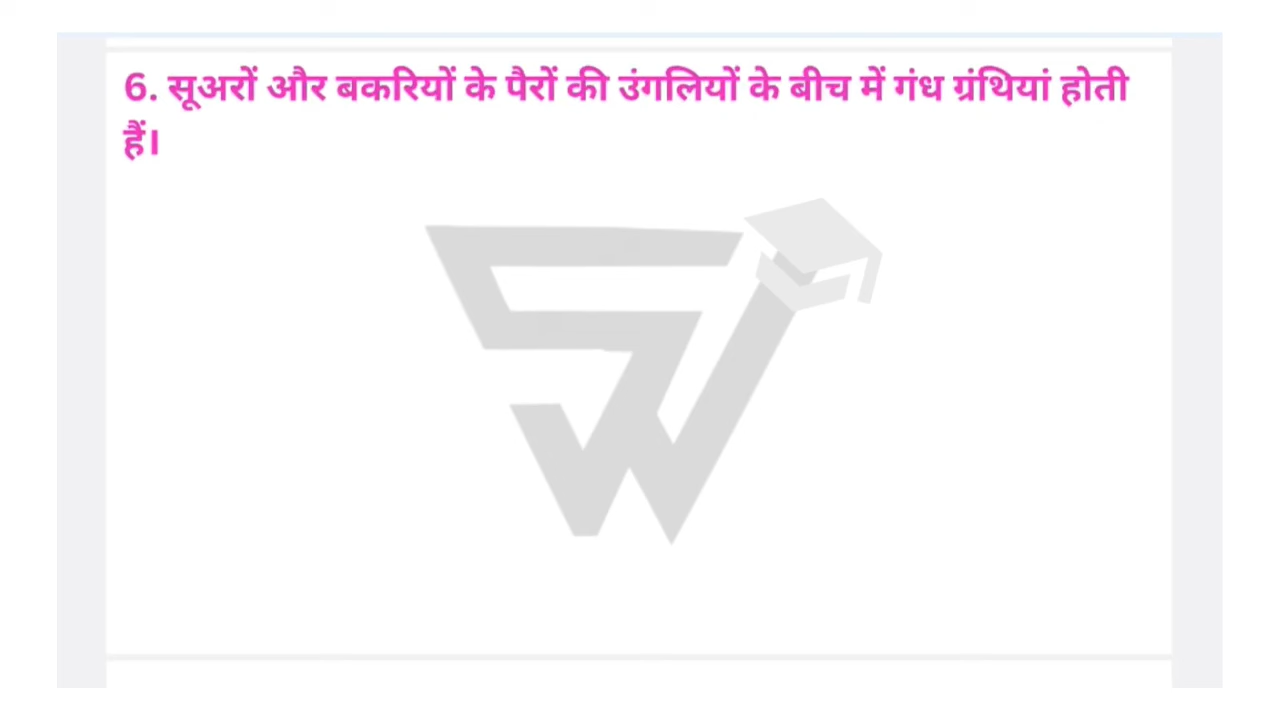 6. सूअरों और बकरियों के पैरों की उंगलियों के बीच में गंध ग्रंथियां होती
हैं।